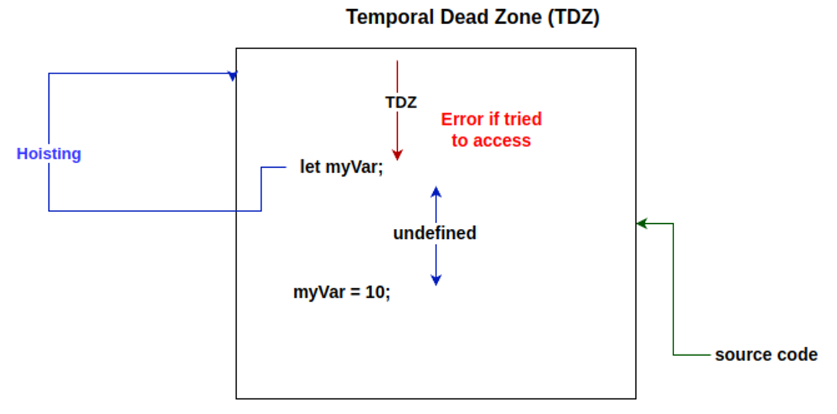 Temporal Dead Zone (TDZ)
TDZ
Error if tried
to access
Hoisting
let myVar;
undefined
myVar = 10;
source code